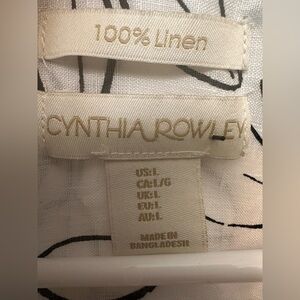 100% Linen
CYNTHIA ROWLEY
US:L
CA:L/G
UK:L
EU:L
AU:L
MADE IN
BANGLADESH